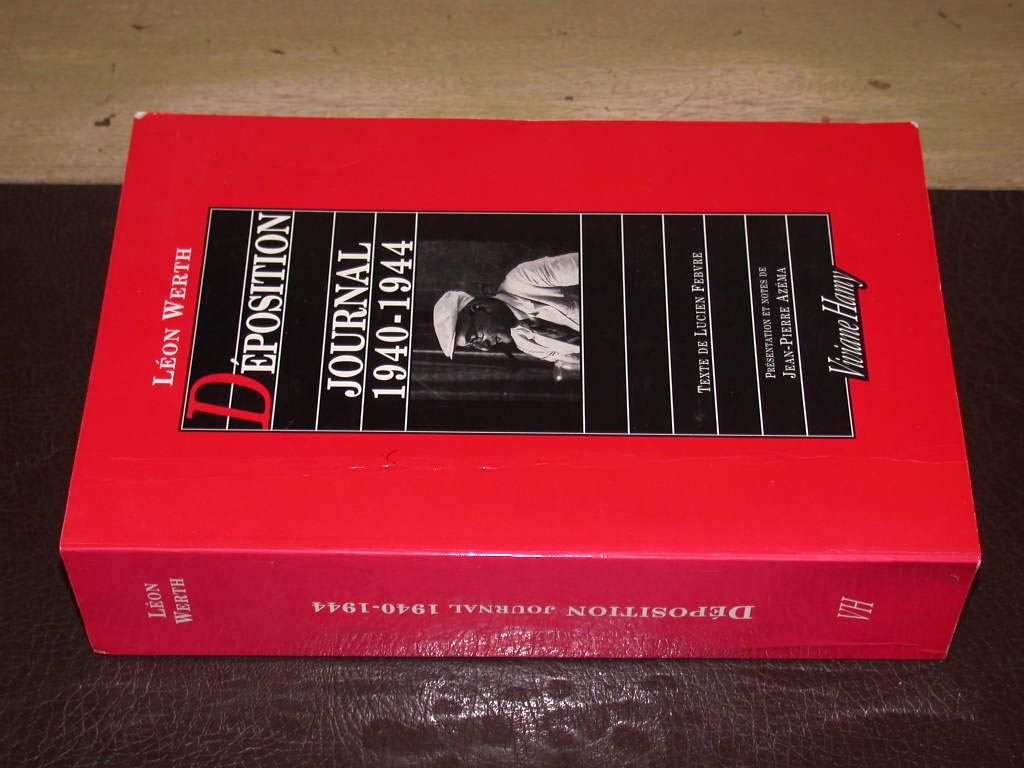 LÉON WERTH
DÉPOSITION
JOURNAL
1940-1944
TEXTE DE LUCIEN FEBVRE
PRÉSENTATION ET NOTES DE
JEAN-PIERRE AZÉMA
Viviane Hamy
LÉON
WERTH
DÉPOSITION JOURNAL 1940-1944
VH